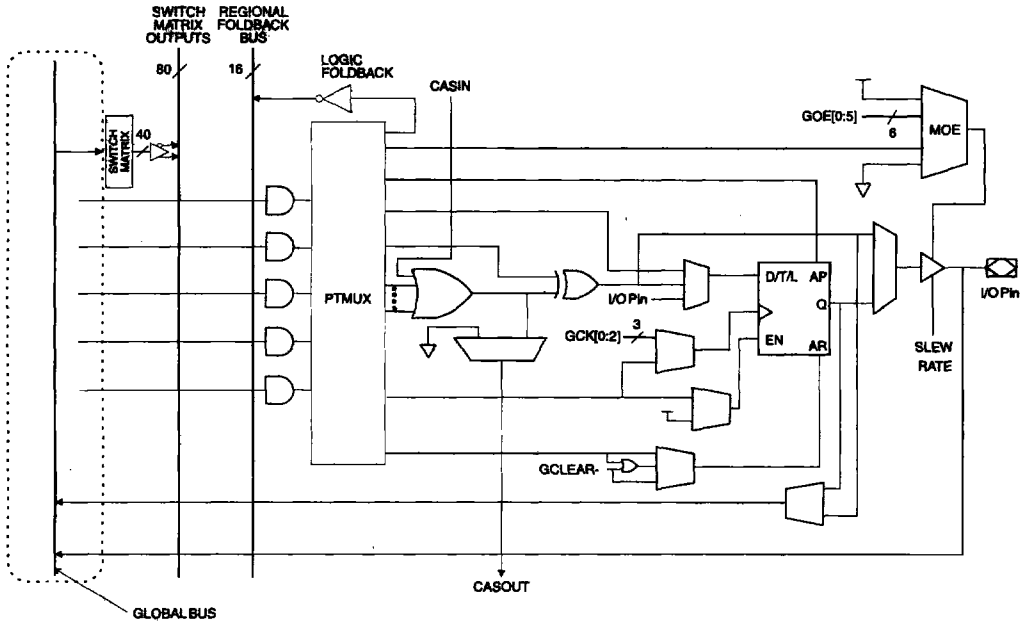 SWITCH
MATRIX
OUTPUTS
REGIONAL
FOLDBACK
BUS
80
16
LOGIC
FOLDBACK
CASIN
SWITCH
MATRIX
40
GOE[0:5]
6
MOE
PTMUX
I/O Pin
D/T/L AP
Q
EN
AR
GCK[0:2]
3
I/O Pin
SLEW
RATE
GCLEAR-
CASOUT
GLOBAL BUS